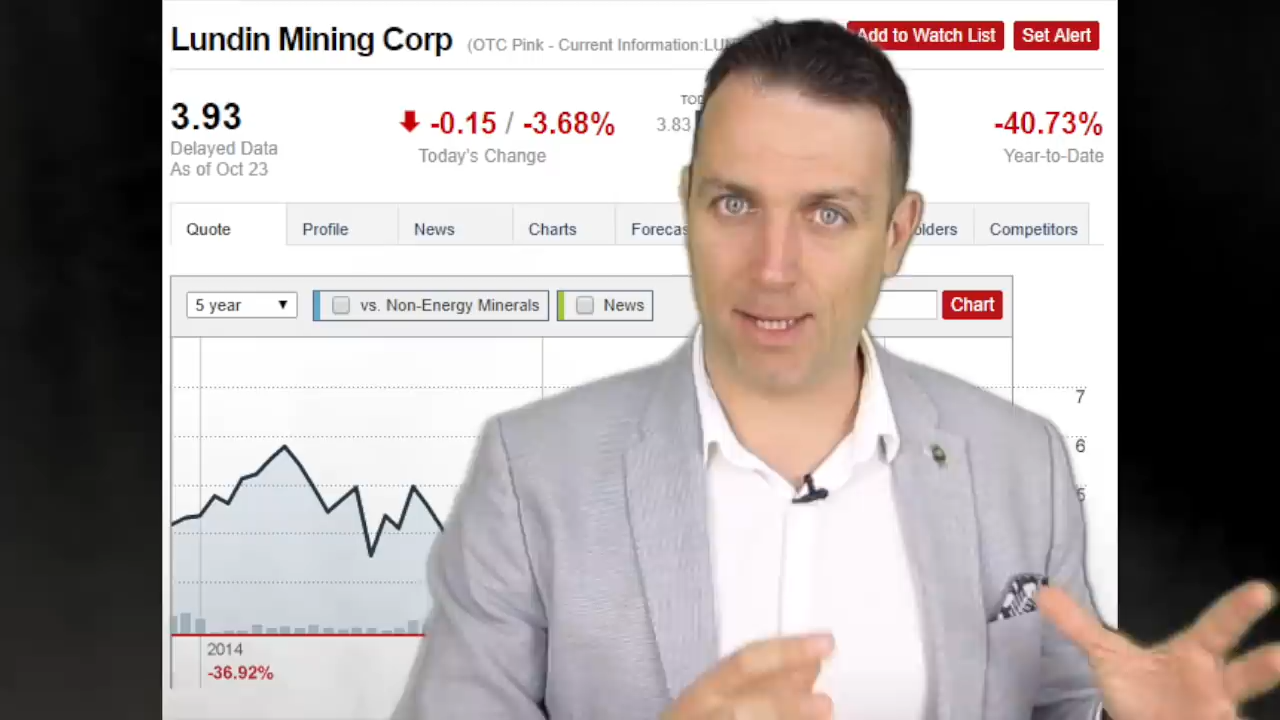 Lundin Mining Corp (OTC Pink - Current Information:LU
Add to Watch List
Set Alert
3.93
Delayed Data
As of Oct 23
-0.15 / -3.68%
Today's Change
3.83
-40.73%
Year-to-Date
Quote
Profile
News
Charts
Competitors
5 year
vs. Non-Energy Minerals
News
Chart
7
6
2014
-36.92%